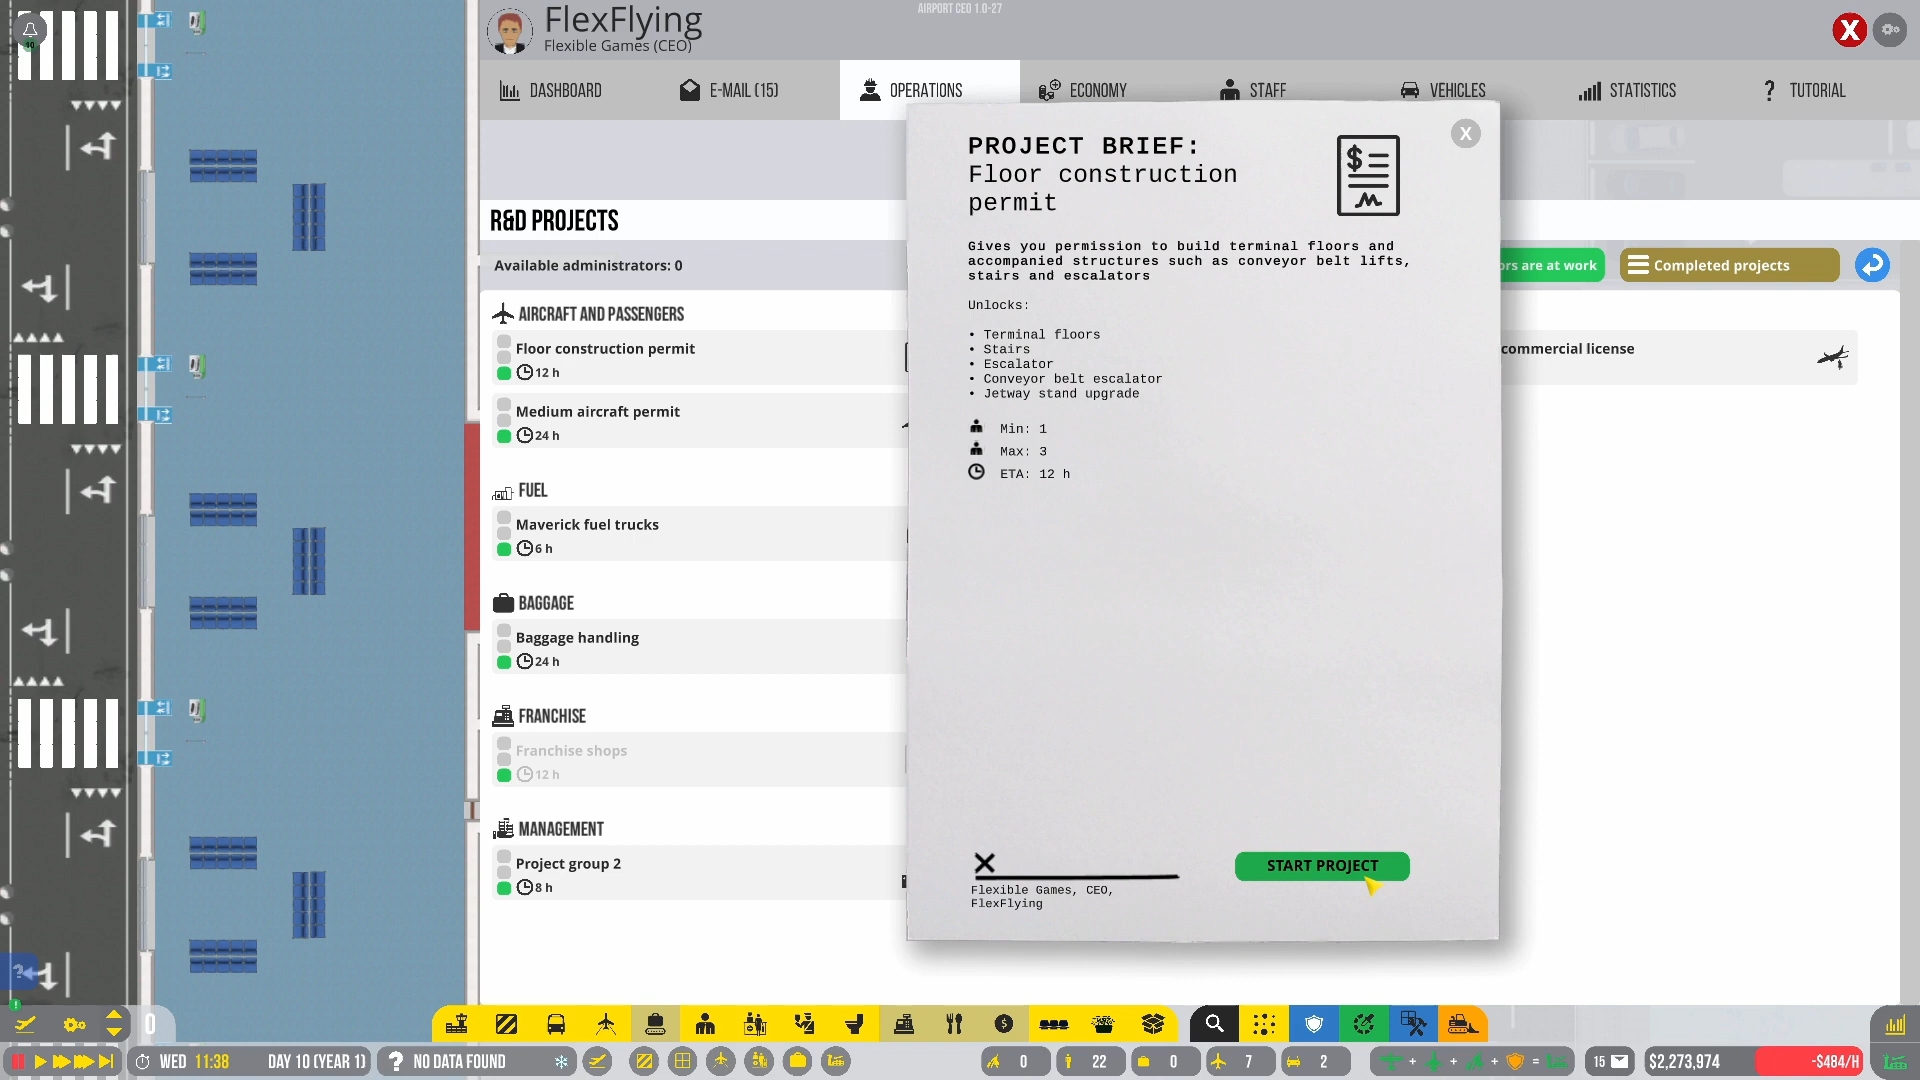 AIRPORT CEO 1.0-27
FlexFlying
Flexible Games (CEO)
X
DASHBOARD
E-MAIL (15)
OPERATIONS
ECONOMY
STAFF
VEHICLES
STATISTICS
? TUTORIAL
R&D PROJECTS
Available administrators: 0
ors are at work
Completed projects
AIRCRAFT AND PASSENGERS
Floor construction permit
12 h
Medium aircraft permit
24 h
FUEL
Maverick fuel trucks
6 h
BAGGAGE
Baggage handling
24 h
FRANCHISE
Franchise shops
12 h
MANAGEMENT
Project group 2
8 h
commercial license
X
PROJECT BRIEF:
Floor construction
permit
Gives you permission to build terminal floors and
accompanied structures such as conveyor belt lifts,
stairs and escalators
Unlocks:
• Terminal floors
• Stairs
• Escalator
• Conveyor belt escalator
• Jetway stand upgrade
Min: 1
Max: 3
ETA: 12 h
START PROJECT
Flexible Games, CEO,
FlexFlying
0
WED 11:38 DAY 10 (YEAR 1) ? NO DATA FOUND
0 22 0 7 2
15 $2,273,974 -$484/H